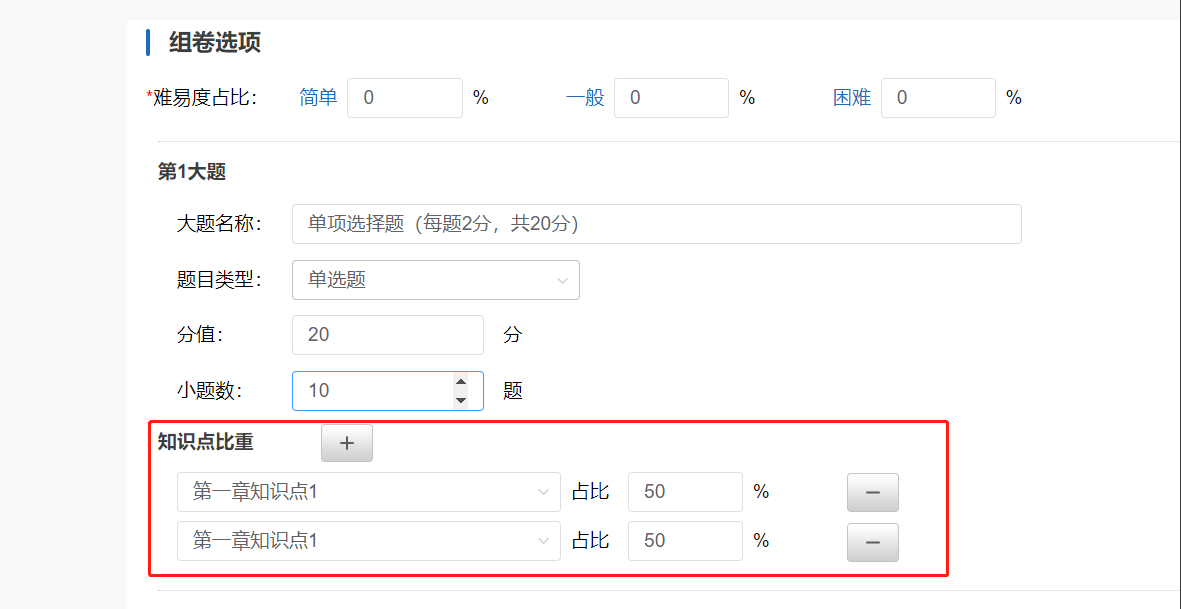 组卷选项
*难易度占比： 简单 0 % 一般 0 % 困难 0 %
第1大题
大题名称： 单项选择题（每题2分，共20分）
题目类型： 单选题
分值： 20 分
小题数： 10 题
知识点比重 +
第一章知识点1 占比 50 % −
第一章知识点1 占比 50 % −